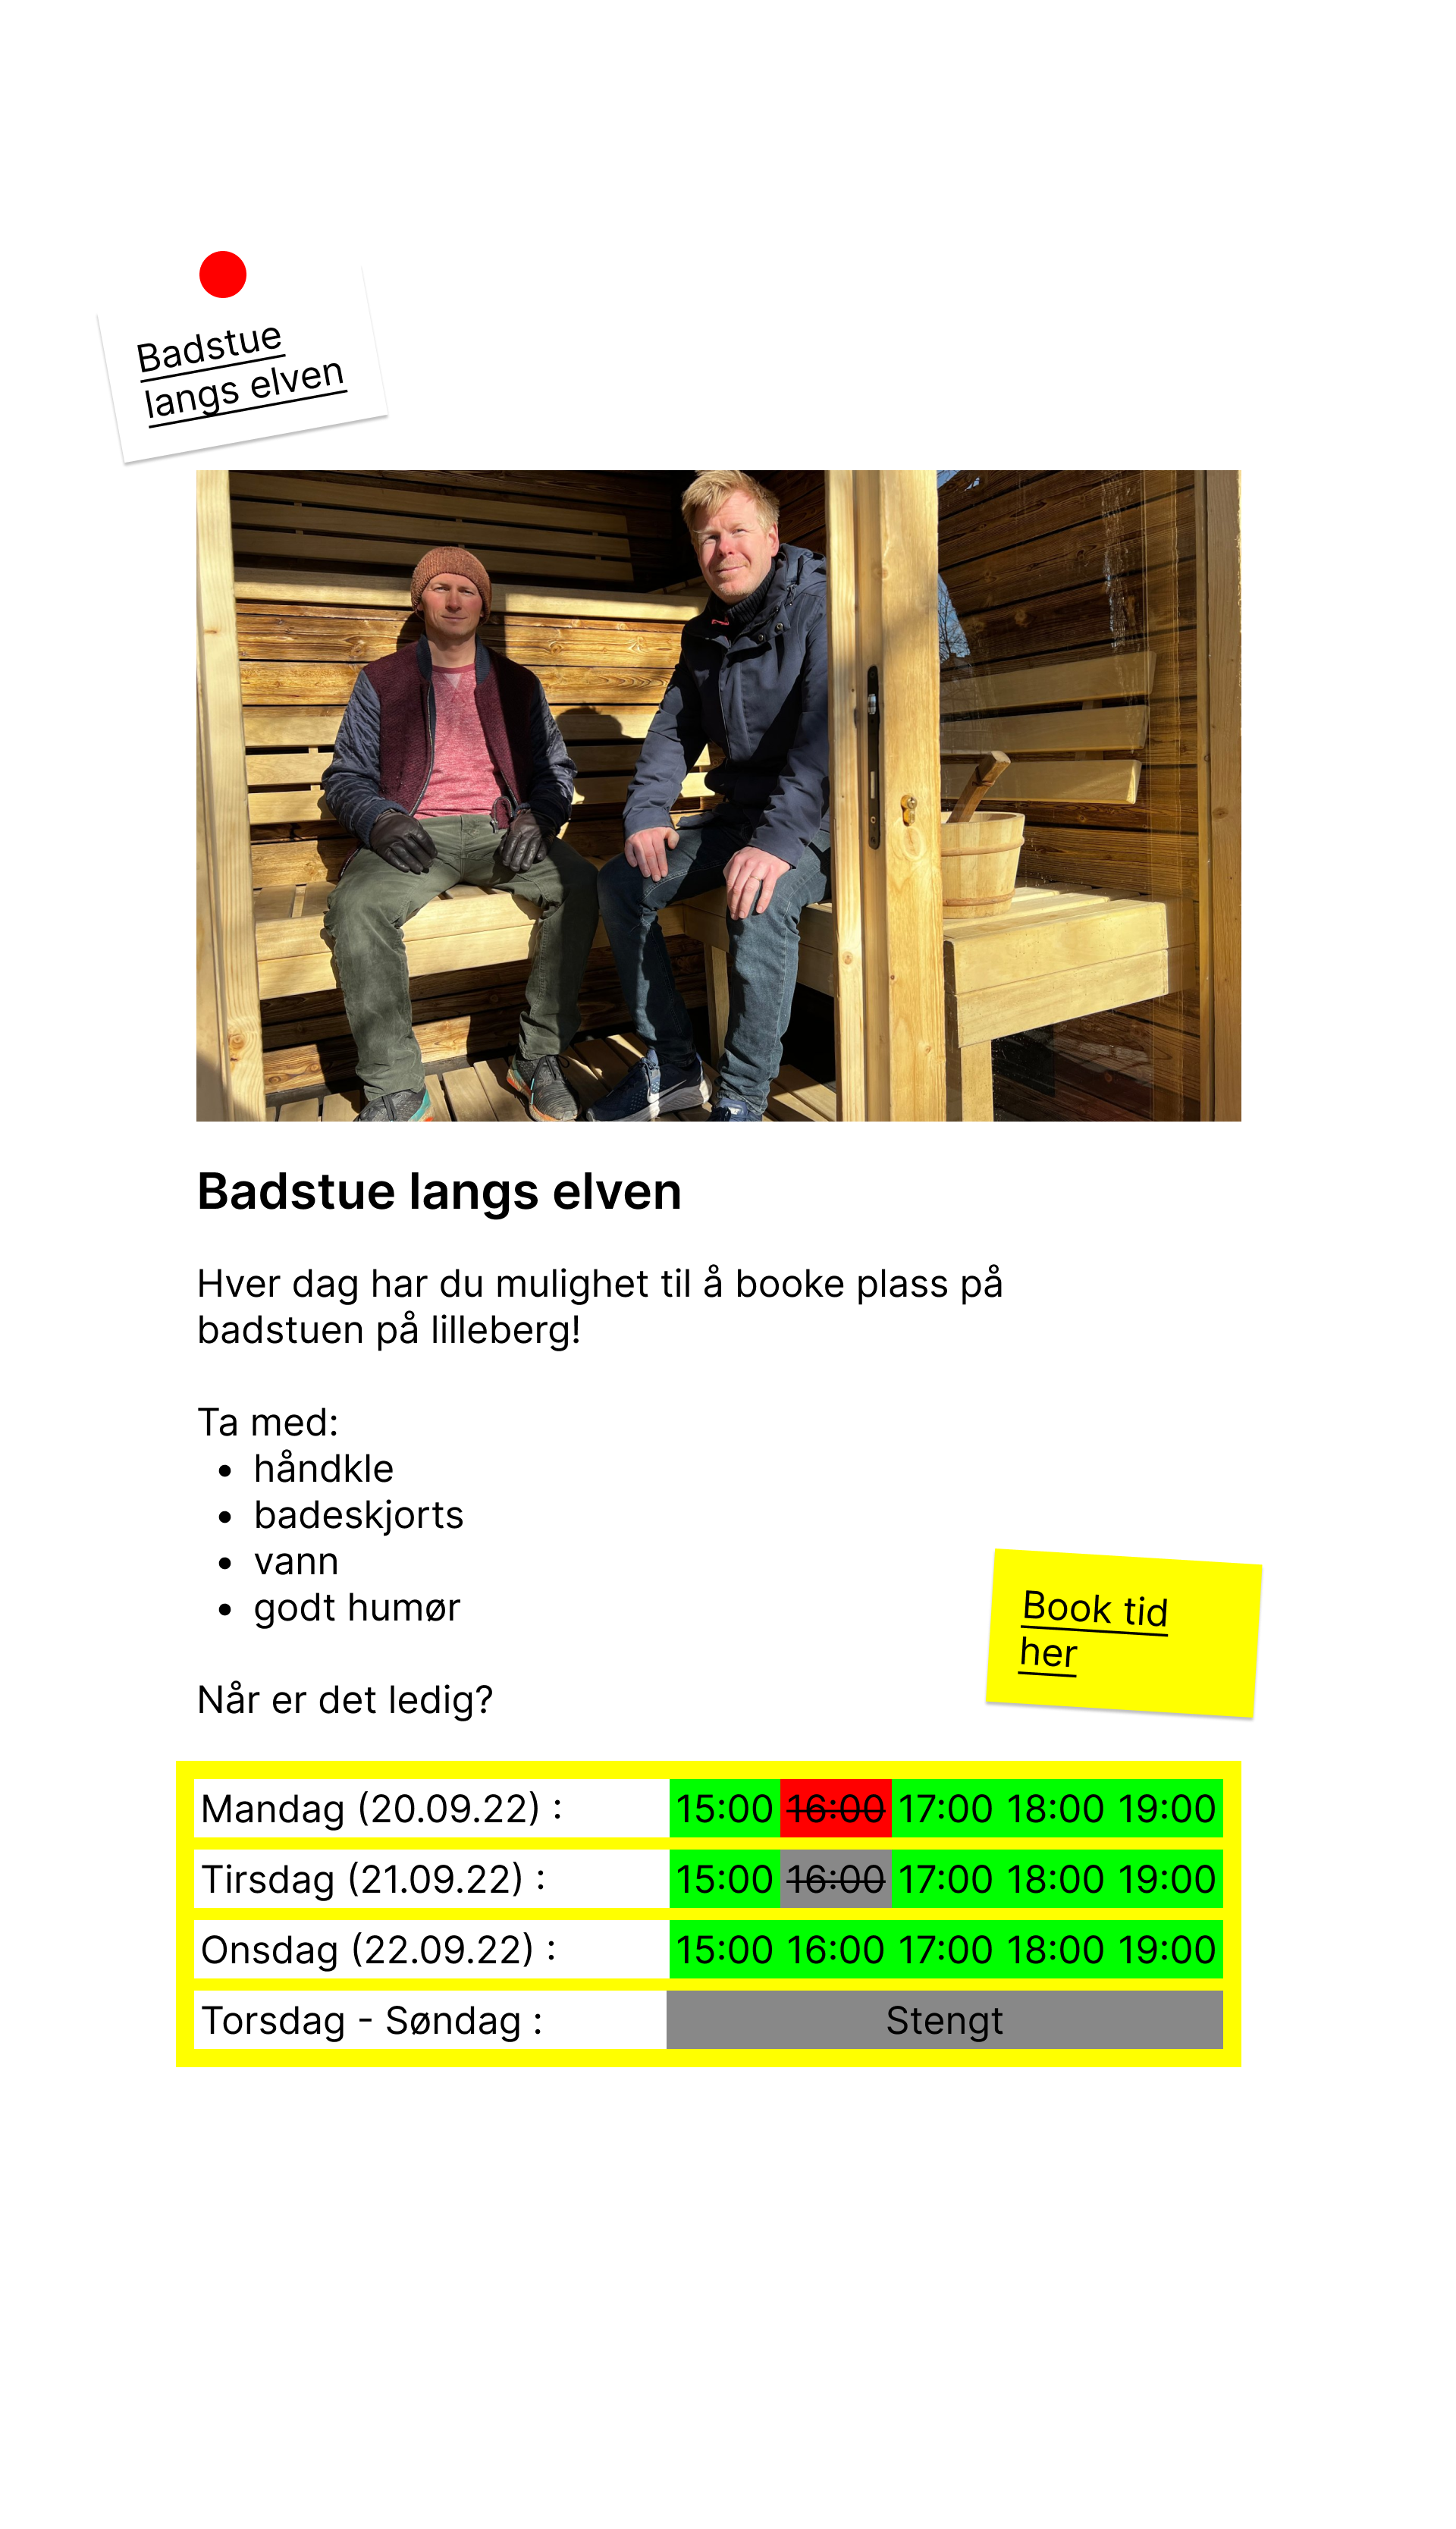 Badstue
langs elven
Badstue langs elven
Hver dag har du mulighet til å booke plass på
badstuen på lilleberg!
Ta med:
• håndkle
• badeskjorts
• vann
• godt humør
Book tid
her
Når er det ledig?
Mandag (20.09.22) : 15:00 16:00 17:00 18:00 19:00
Tirsdag (21.09.22) : 15:00 16:00 17:00 18:00 19:00
Onsdag (22.09.22) : 15:00 16:00 17:00 18:00 19:00
Torsdag - Søndag : Stengt